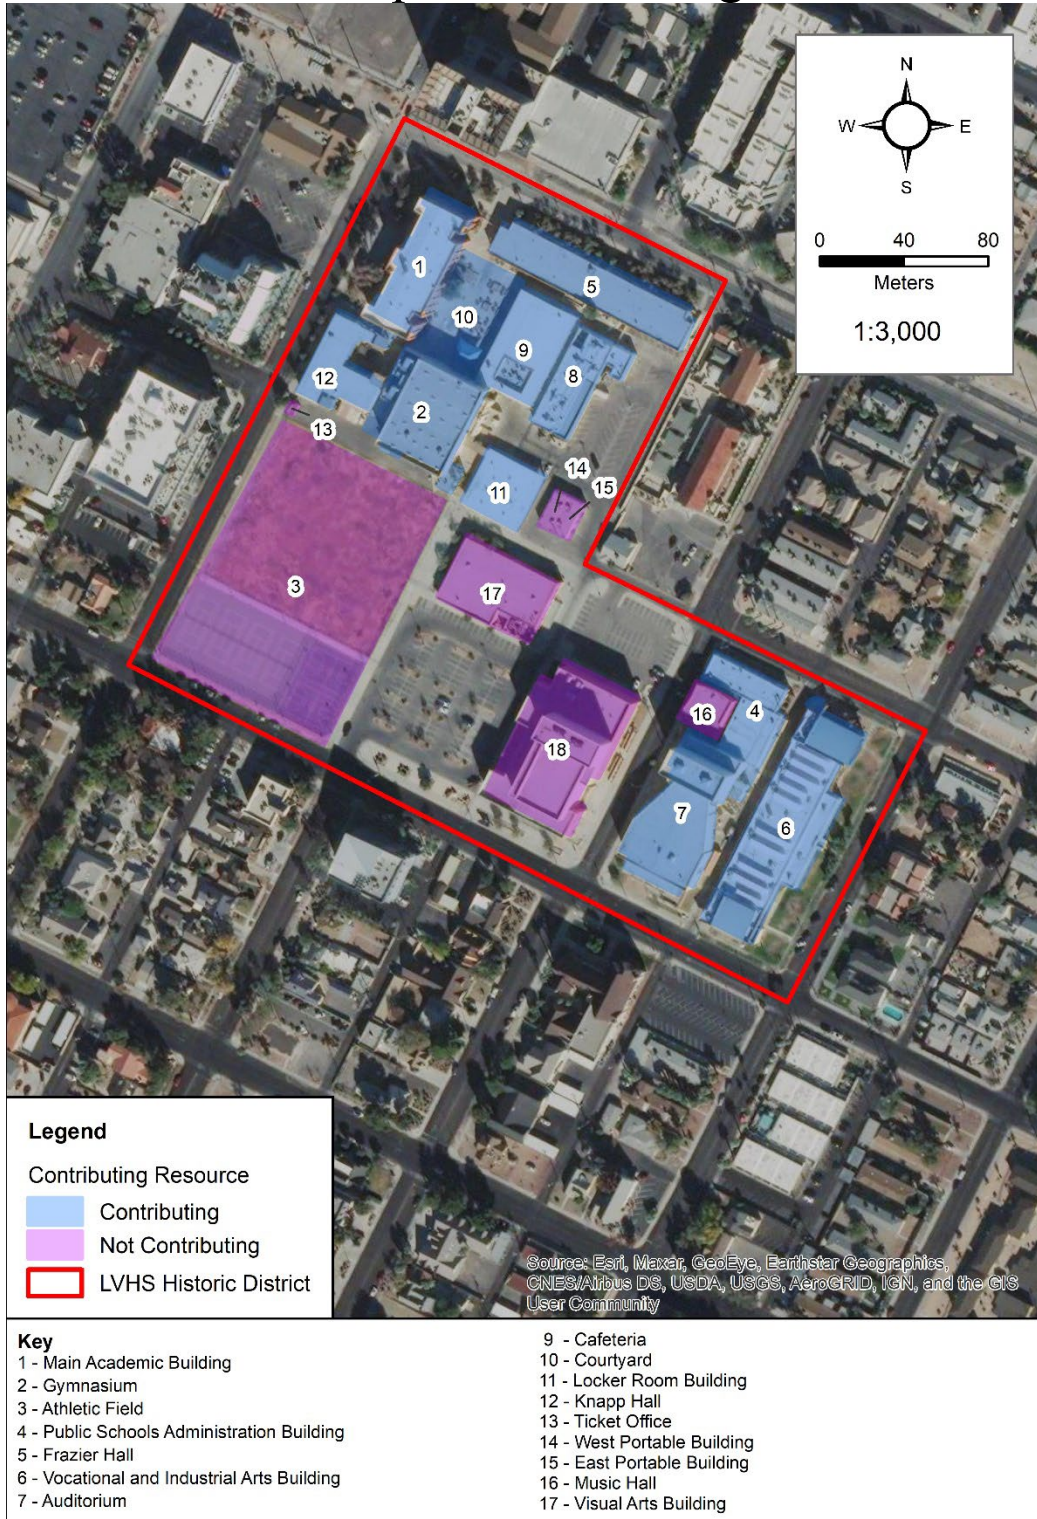 N
W E
S
0 40 80
Meters
1:3,000
1
5
10
9
8
12
2
13
14
15
11
3
17
16
4
18
7
6
Legend
Contributing Resource
Contributing
Not Contributing
LVHS Historic District
Source: Esri, Maxar, GeoEye, Earthstar Geographics,
CNES/Airbus DS, USDA, USGS, AeroGRID, IGN, and the GIS
User Community
Key
1 - Main Academic Building
2 - Gymnasium
3 - Athletic Field
4 - Public Schools Administration Building
5 - Frazier Hall
6 - Vocational and Industrial Arts Building
7 - Auditorium
9 - Cafeteria
10 - Courtyard
11 - Locker Room Building
12 - Knapp Hall
13 - Ticket Office
14 - West Portable Building
15 - East Portable Building
16 - Music Hall
17 - Visual Arts Building